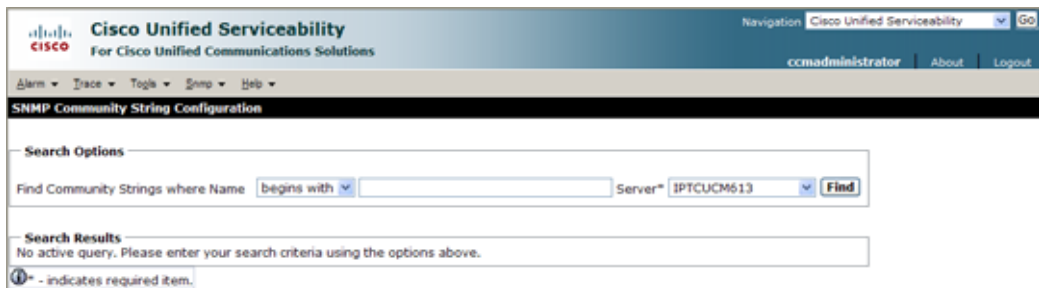 Cisco Unified Serviceability
For Cisco Unified Communications Solutions
CISCO
Navigation Cisco Unified Serviceability Go
ccmadministrator About Logout
Alarm Trace Tools Snmp Help
SNMP Community String Configuration
Search Options
Find Community Strings where Name begins with Server* IPTCUCM613 Find
Search Results
No active query. Please enter your search criteria using the options above.
* - indicates required item.